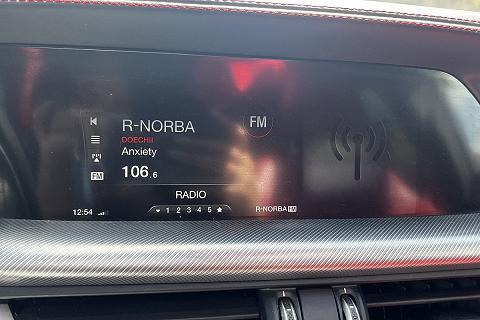 R-NORBA
DOECHII
Anxiety
106.6
FM
FM
RADIO
1 2 3 4 5
12:54
R-NORBA FM